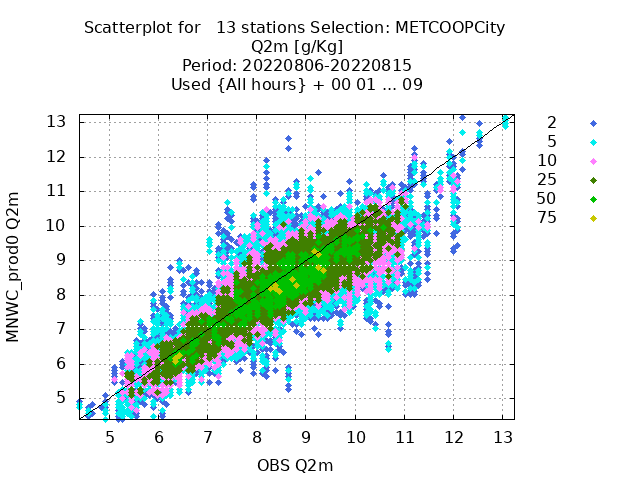 Scatterplot for   13 stations Selection: METCOOPCity
Q2m [g/Kg]
Period: 20220806-20220815
Used {All hours} + 00 01 ... 09
MNWC_prod0 Q2m
13
12
11
10
9
8
7
6
5
5 6 7 8 9 10 11 12 13
OBS Q2m
2
5
10
25
50
75